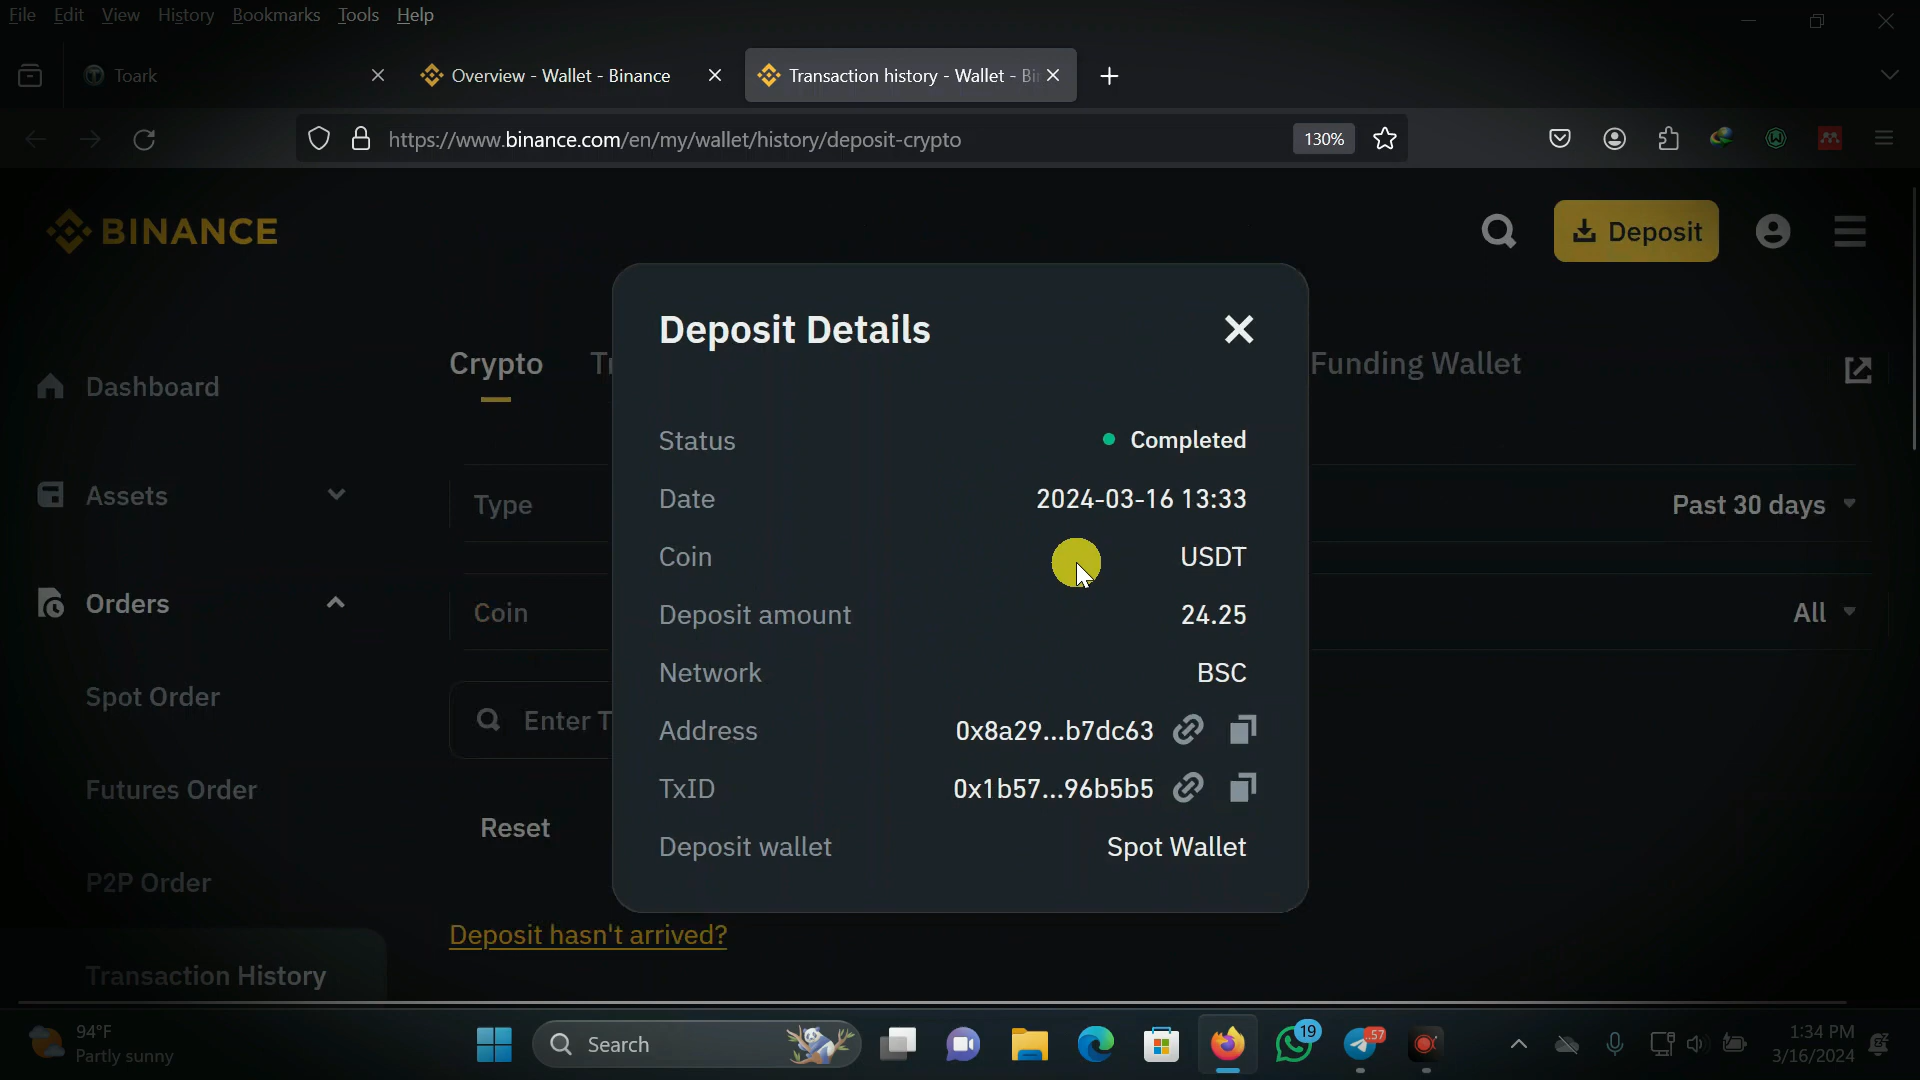 File Edit View History Bookmarks Tools Help
Toark
Overview - Wallet - Binance
Transaction history - Wallet - Bi
https://www.binance.com/en/my/wallet/history/deposit-crypto
130%
BINANCE
Deposit
Dashboard
Assets
Orders
Spot Order
Futures Order
P2P Order
Transaction History
Crypto
Funding Wallet
Type
Past 30 days
Coin
All
Enter T
Reset
Deposit hasn't arrived?
Deposit Details
Status Completed
Date 2024-03-16 13:33
Coin USDT
Deposit amount 24.25
Network BSC
Address 0x8a29...b7dc63
TxID 0x1b57...96b5b5
Deposit wallet Spot Wallet
94°F
Partly sunny
Search
19
57
1:34 PM
3/16/2024